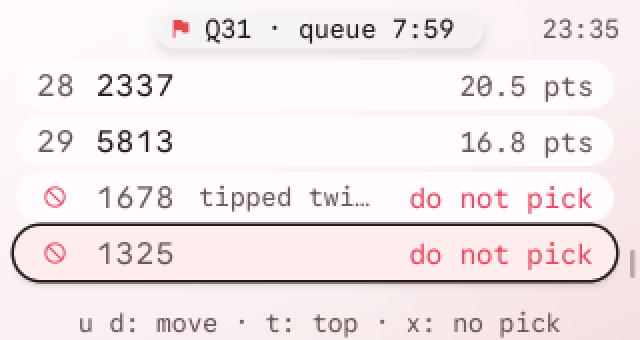 Q31 · queue 7:59 23:35
28 2337 20.5 pts
29 5813 16.8 pts
1678 tipped twi… do not pick
1325 do not pick
u d: move · t: top · x: no pick